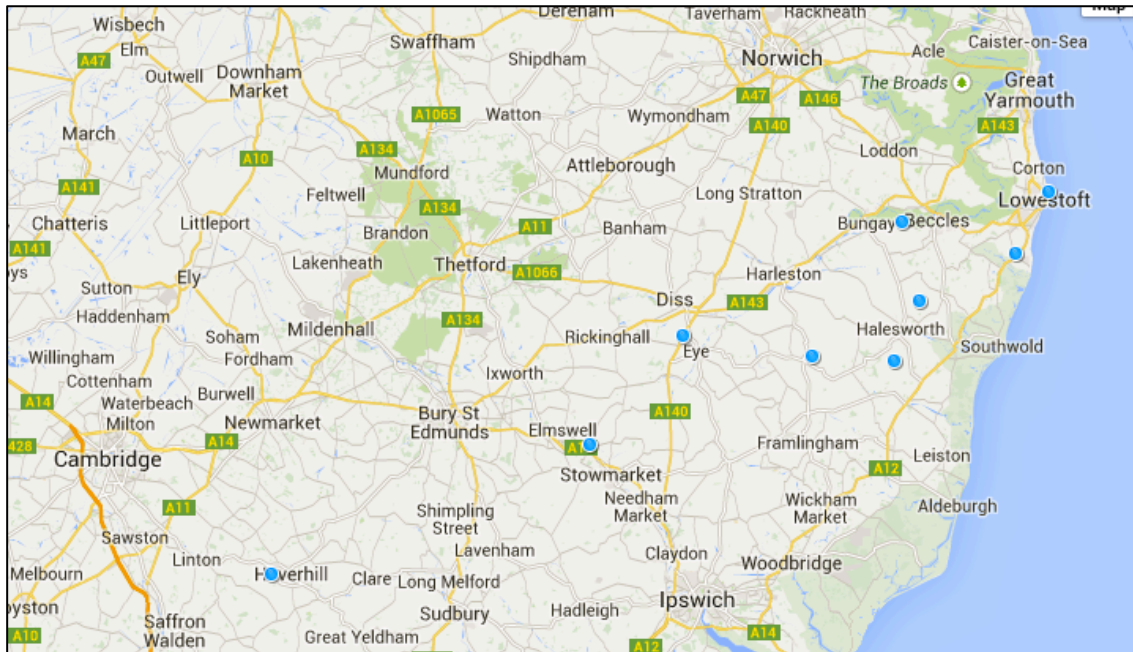 Wisbech
Dereham
Taverham
Rackheath
Elm
Swaffham
Acle
Caister-on-Sea
A47
Outwell
Downham
Market
Shipdham
Norwich
The Broads
Great
Yarmouth
A47
A146
March
A1065
Watton
Wymondham
A140
A143
A10
A134
Mundford
Attleborough
Loddon
Corton
A141
Feltwell
Long Stratton
Lowestoft
Chatteris
Littleport
A134
Brandon
A11
Banham
Bungay
Beccles
A141
Lakenheath
Thetford
A1066
Harleston
Sutton
Ely
Diss
A143
Haddenham
Mildenhall
A134
Soham
Rickinghall
Eye
Halesworth
Southwold
Willingham
Fordham
Cottenham
Ixworth
Waterbeach
Burwell
A14
Milton
Newmarket
Bury St
Edmunds
Elmswell
A140
428
A14
Framlingham
Cambridge
Stowmarket
A12
Leiston
A11
Needham
Market
Wickham
Market
Aldeburgh
Shimpling
Street
Sawston
Linton
Lavenham
Claydon
Woodbridge
Melbourn
Clare
Long Melford
Ipswich
oyston
Saffron
Walden
Sudbury
Hadleigh
A10
Great Yeldham
A12
A14